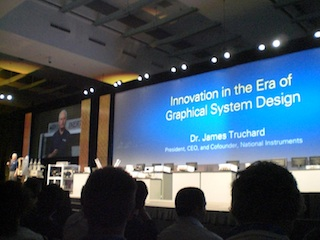 Innovation in the Era of
Graphical System Design
Dr. James Truchard
President, CEO, and Cofounder, National Instruments